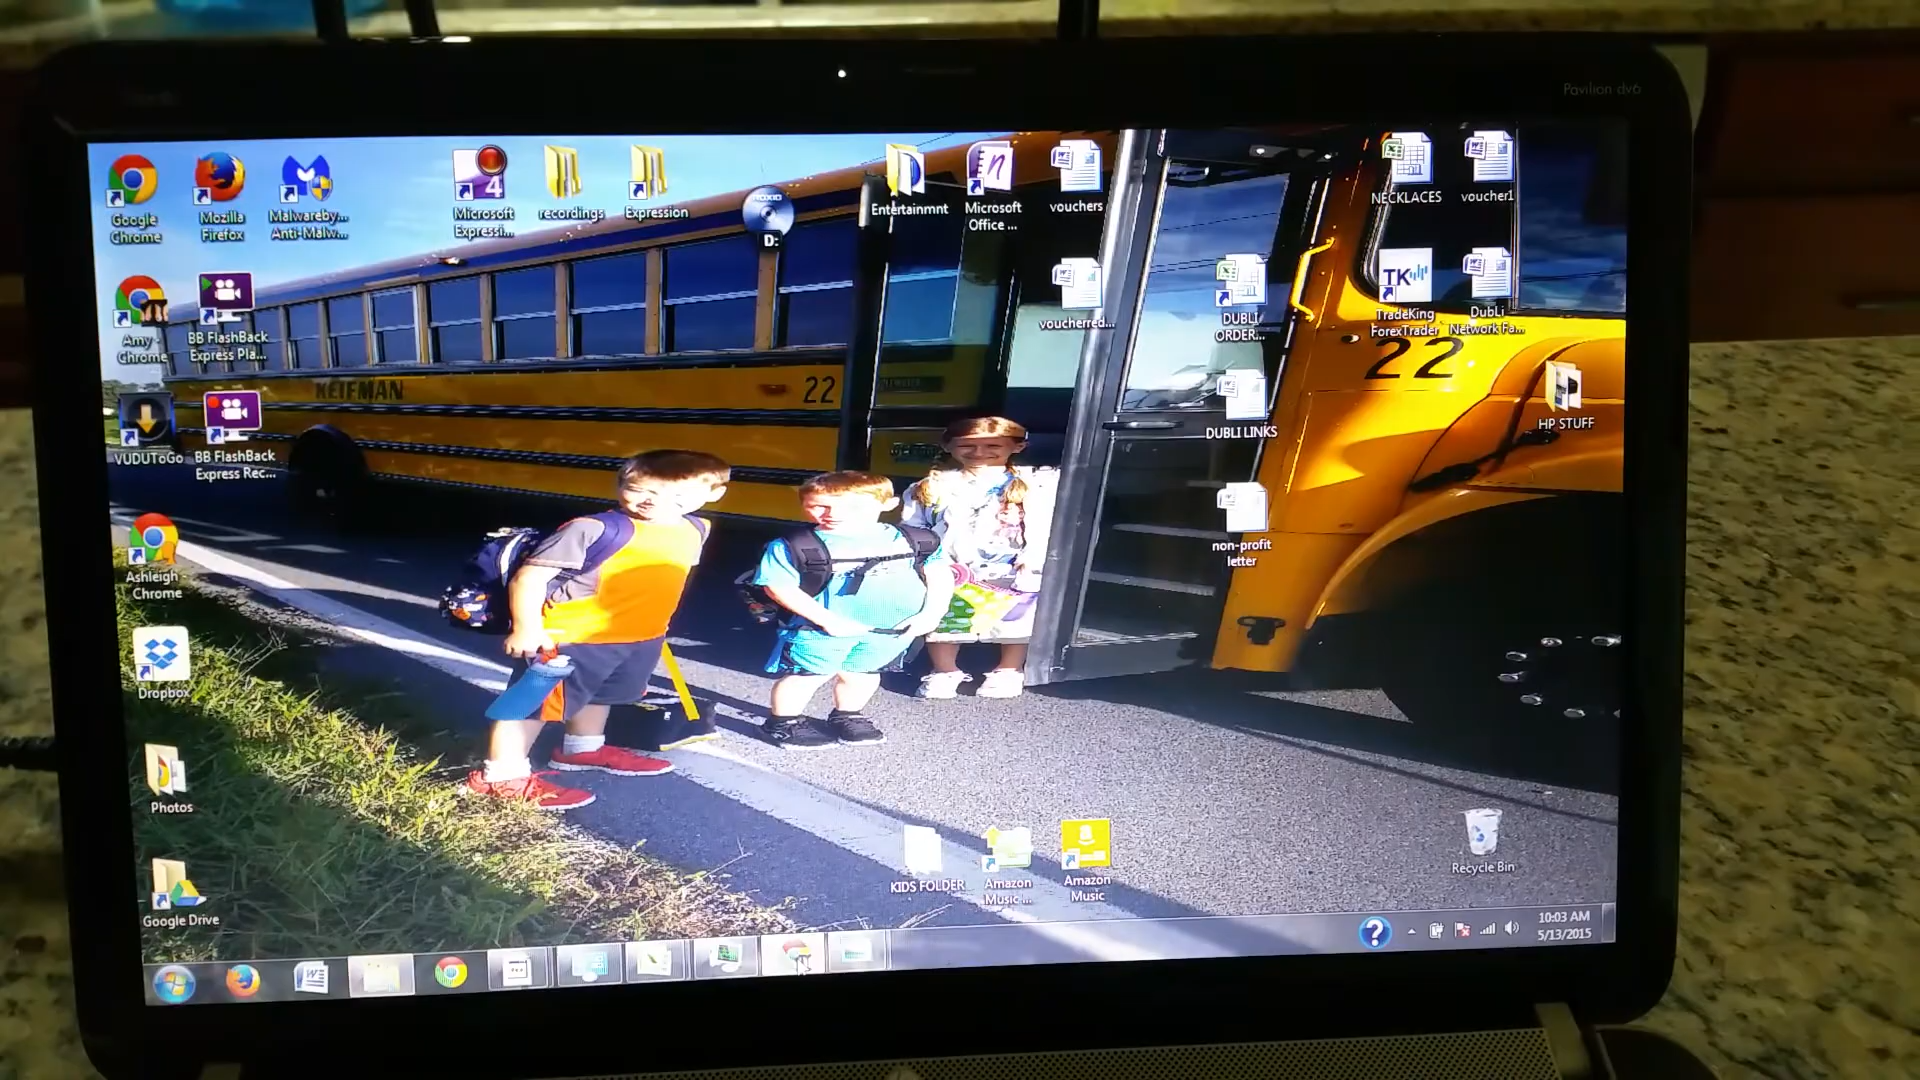 Pavilion dv6
Google
Chrome
Mozilla
Firefox
Malwareby...
Anti-Malw...
Microsoft
Expressi...
4
recordings
Expression
ROXIO
D:
Entertainmnt
Microsoft
Office ...
vouchers
NECKLACES
voucher1
Amy -
Chrome
BB FlashBack
Express Pla...
voucherred...
DUBLI
ORDER...
TK
TradeKing
ForexTrader
DubLi
Network Fa...
KEIFMAN
22
22
VUDUToGo
BB FlashBack
Express Rec...
DUBLI LINKS
HP STUFF
non-profit
letter
Ashleigh
Chrome
Dropbox
Photos
Google Drive
KIDS FOLDER
Amazon
Music ...
Amazon
Music
Recycle Bin
10:03 AM
5/13/2015